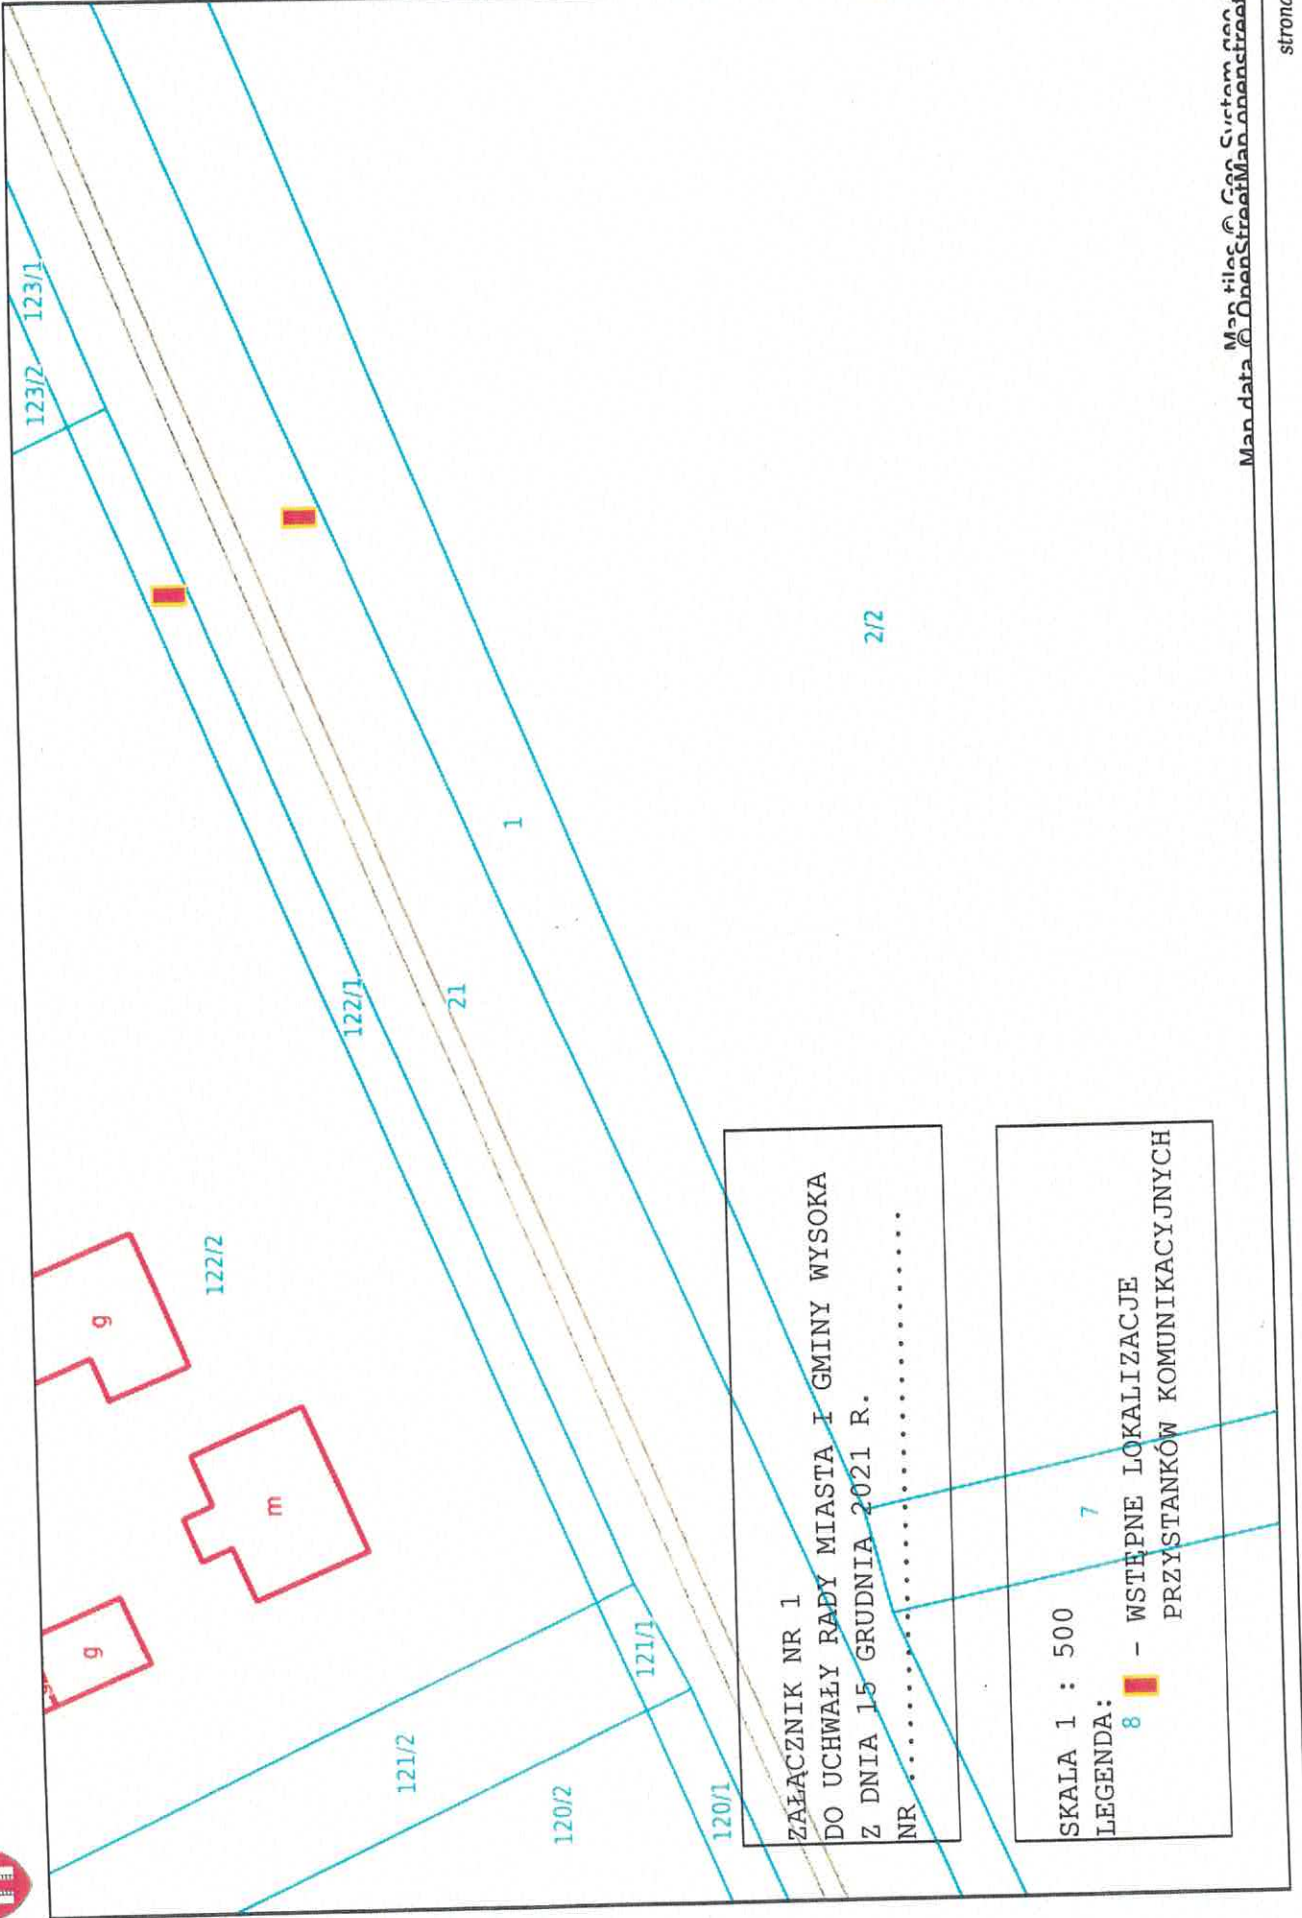 123/2
123/1
122/2
122/1
21
1
2/2
g
g
m
121/2
121/1
120/2
120/1
7
8
ZAŁĄCZNIK NR 1
DO UCHWAŁY RADY MIASTA I GMINY WYSOKA
Z DNIA 15 GRUDNIA 2021 R.
NR ........................................
SKALA 1 : 500
LEGENDA:
- WSTĘPNE LOKALIZACJE
PRZYSTANKÓW KOMUNIKACYJNYCH
Map tiles © Geo System
Map data © OpenStreetMap